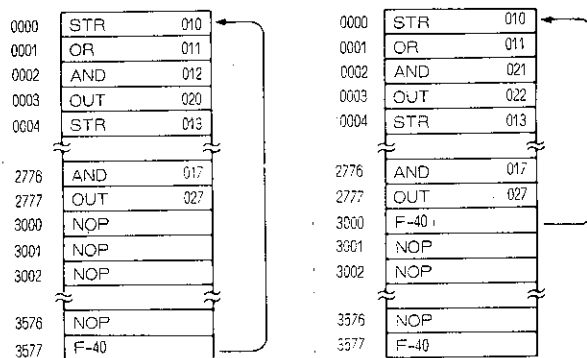 0000 STR 010
0001 OR 011
0002 AND 012
0003 OUT 020
0004 STR 013
2776 AND 017
2777 OUT 027
3000 NOP
3001 NOP
3002 NOP
3576 NOP
3577 F-40
0000 STR 010
0001 OR 011
0002 AND 021
0003 OUT 022
0004 STR 013
2776 AND 017
2777 OUT 027
3000 F-40
3001 NOP
3002 NOP
3576 NOP
3577 F-40